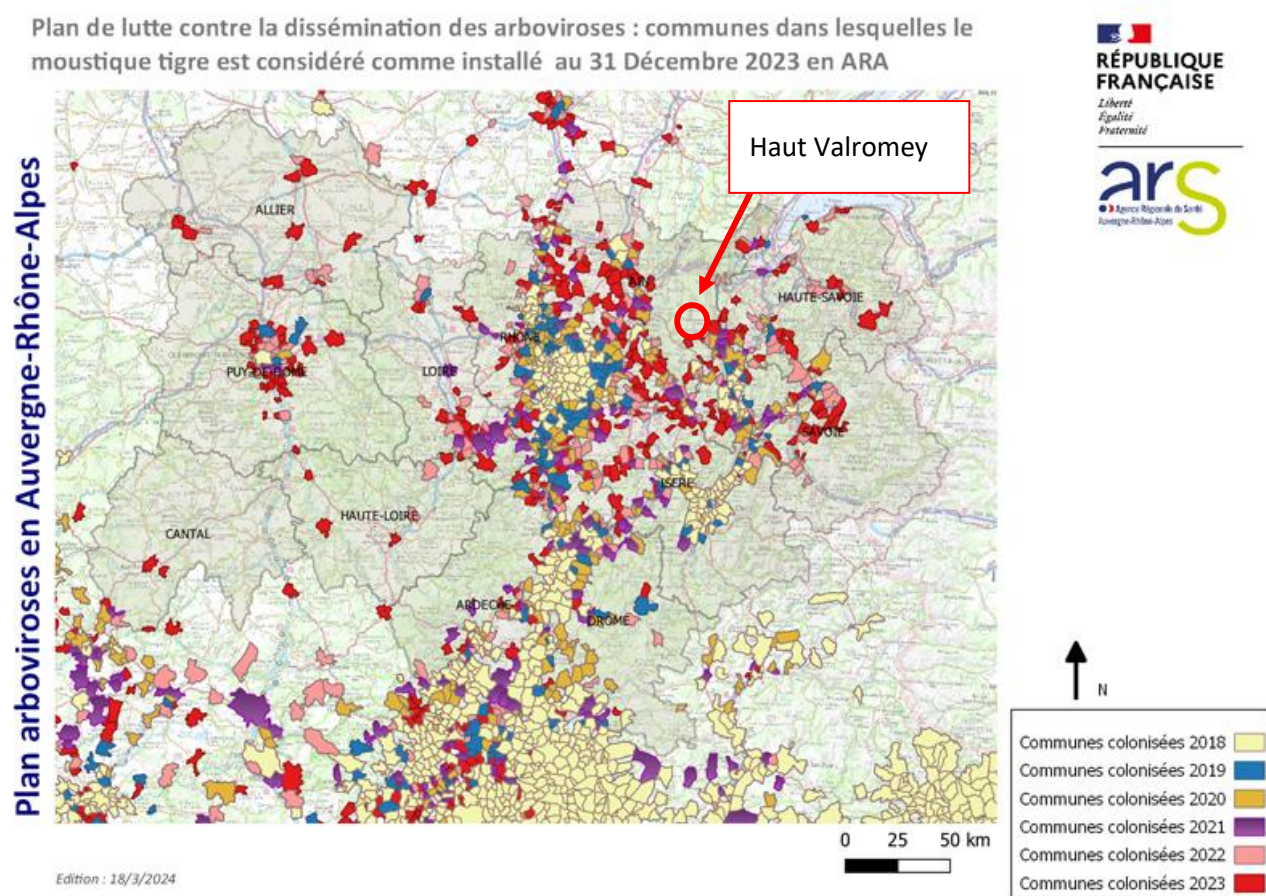 Plan de lutte contre la dissémination des arboviroses : communes dans lesquelles le
moustique tigre est considéré comme installé au 31 Décembre 2023 en ARA
RÉPUBLIQUE
FRANÇAISE
Liberté
Égalité
Fraternité
ars
Agence Régionale de Santé
Auvergne-Rhône-Alpes
Plan arboviroses en Auvergne-Rhône-Alpes
Haut Valromey
ALLIER
AIN
HAUTE-SAVOIE
RHÔNE
PUY-DE-DOME
LOIRE
SAVOIE
ISERE
HAUTE-LOIRE
CANTAL
ARDECHE
DROME
N
Communes colonisées 2018
Communes colonisées 2019
Communes colonisées 2020
Communes colonisées 2021
Communes colonisées 2022
Communes colonisées 2023
0 25 50 km
Edition : 18/3/2024